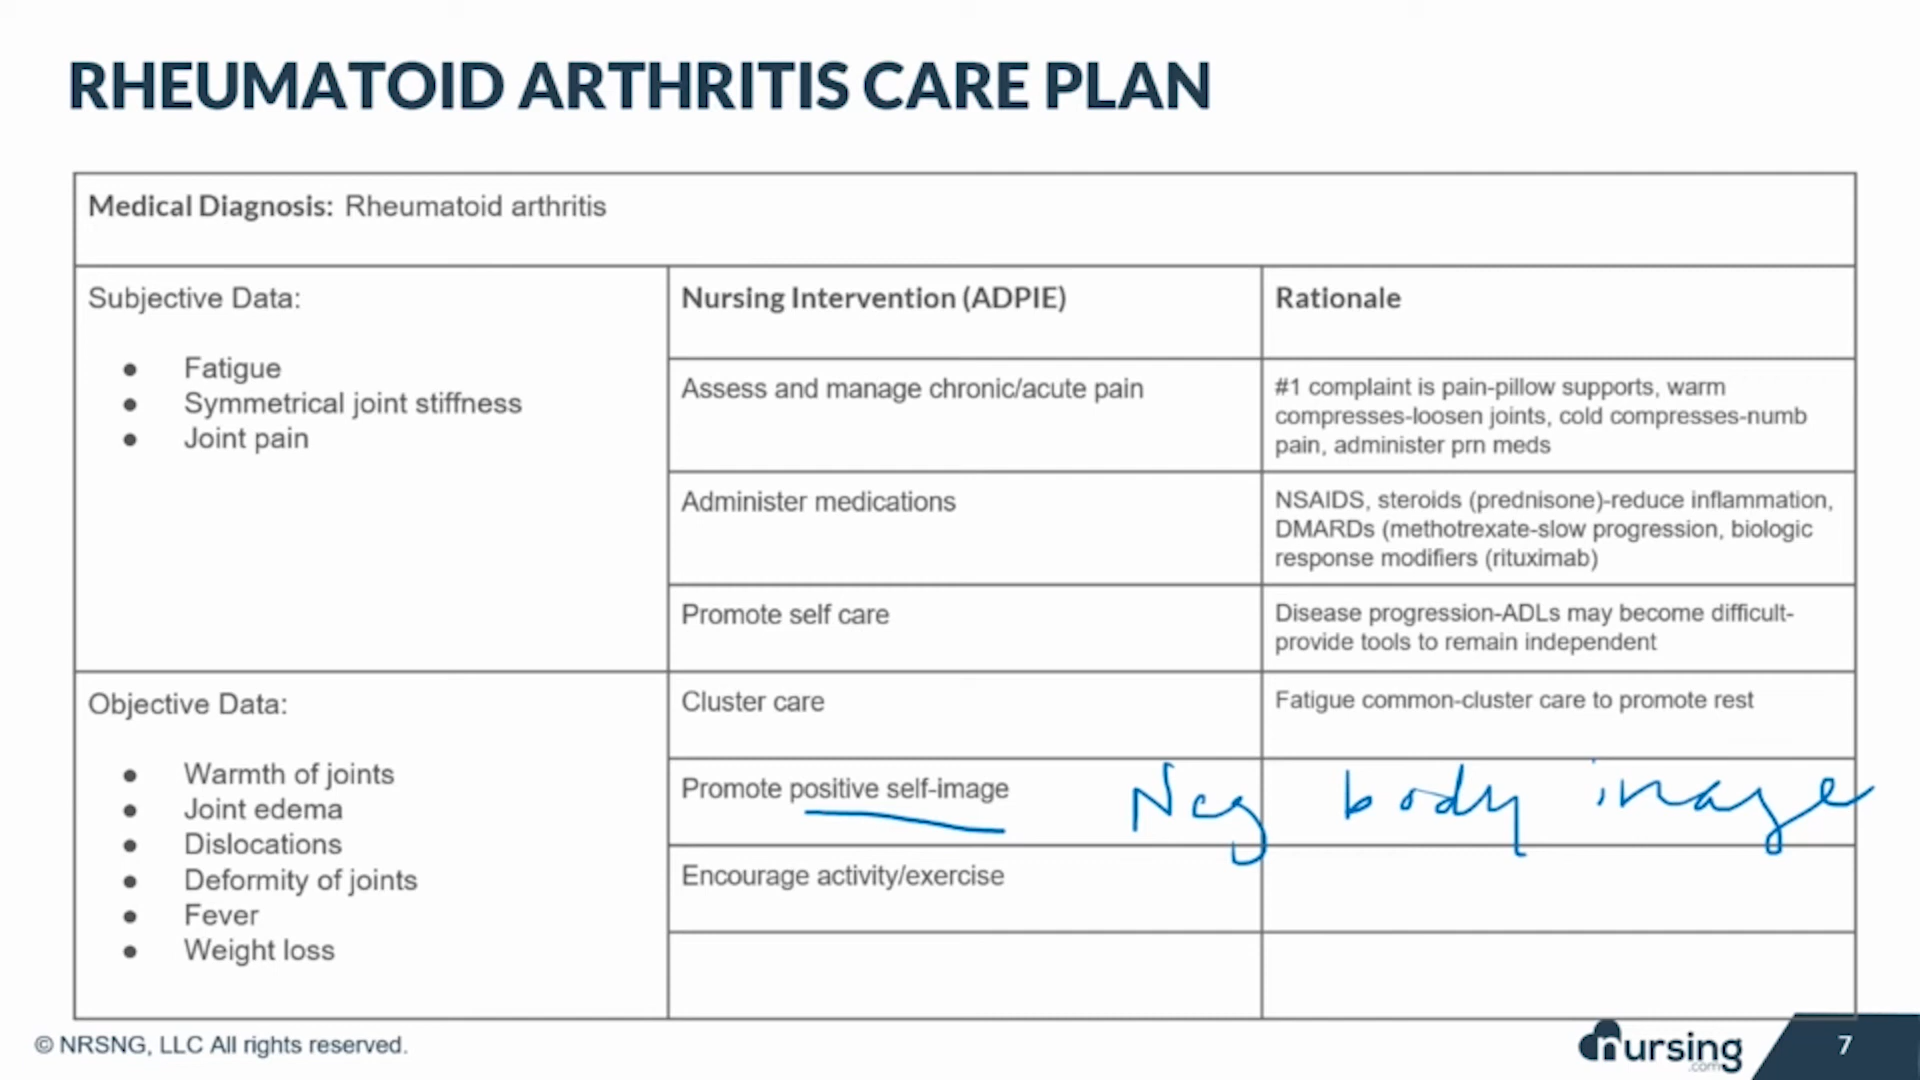 RHEUMATOID ARTHRITIS CARE PLAN
Medical Diagnosis: Rheumatoid arthritis
Subjective Data:
• Fatigue
• Symmetrical joint stiffness
• Joint pain
Nursing Intervention (ADPIE)
Rationale
Assess and manage chronic/acute pain
#1 complaint is pain-pillow supports, warm
compresses-loosen joints, cold compresses-numb
pain, administer prn meds
Administer medications
NSAIDS, steroids (prednisone)-reduce inflammation,
DMARDs (methotrexate-slow progression, biologic
response modifiers (rituximab)
Promote self care
Disease progression-ADLs may become difficult-
provide tools to remain independent
Objective Data:
• Warmth of joints
• Joint edema
• Dislocations
• Deformity of joints
• Fever
• Weight loss
Cluster care
Fatigue common-cluster care to promote rest
Promote positive self-image
Neg body image
Encourage activity/exercise
© NRSNG, LLC All rights reserved.
nursing
.com
7